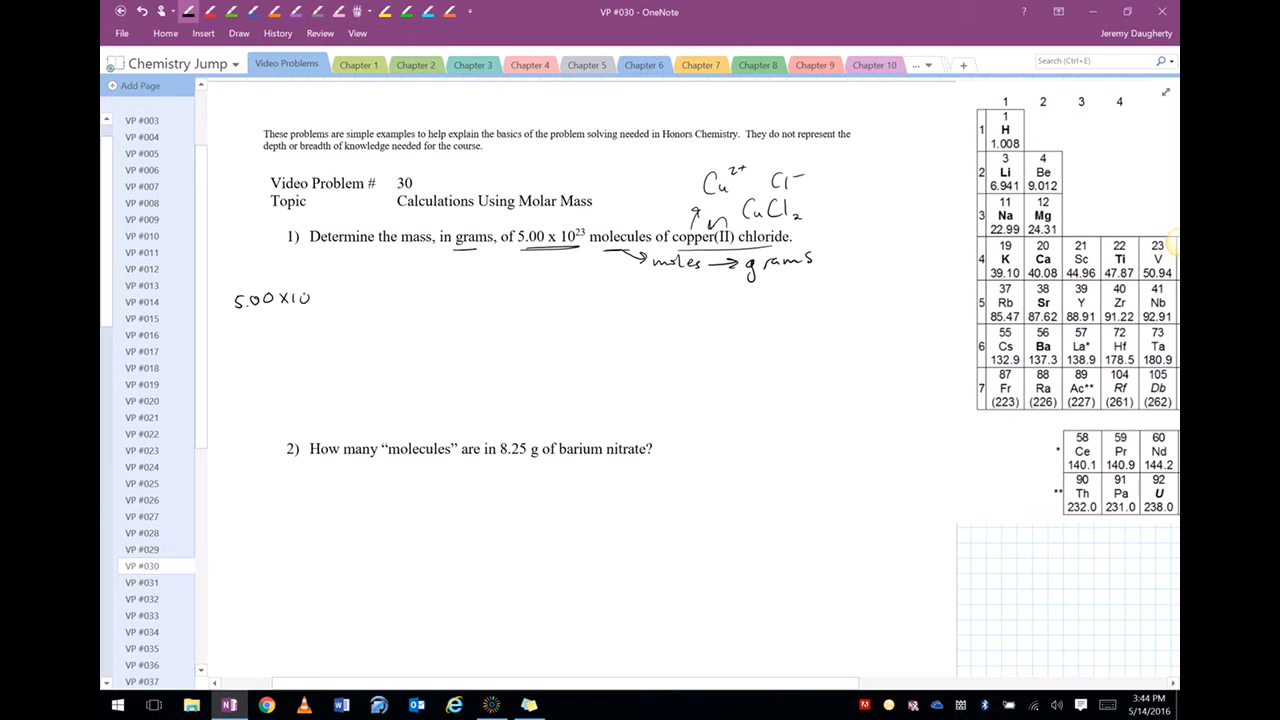 VP #030 - OneNote
File Home Insert Draw History Review View
Jeremy Daugherty
Chemistry Jump Video Problems Chapter 1 Chapter 2 Chapter 3 Chapter 4 Chapter 5 Chapter 6 Chapter 7 Chapter 8 Chapter 9 Chapter 10 ...
Search (Ctrl+E)
Add Page
VP #003
VP #004
VP #005
VP #006
VP #007
VP #008
VP #009
VP #010
VP #011
VP #012
VP #013
VP #014
VP #015
VP #016
VP #017
VP #018
VP #019
VP #020
VP #021
VP #022
VP #023
VP #024
VP #025
VP #026
VP #027
VP #028
VP #029
VP #030
VP #031
VP #032
VP #033
VP #034
VP #035
VP #036
VP #037
These problems are simple examples to help explain the basics of the problem solving needed in Honors Chemistry. They do not represent the
depth or breadth of knowledge needed for the course.
Video Problem # 30
Topic Calculations Using Molar Mass
Cu²⁺ Cl⁻
CuCl₂
1) Determine the mass, in grams, of 5.00 x 10²³ molecules of copper(II) chloride.
→ moles → grams
5.00 x 10
2) How many “molecules” are in 8.25 g of barium nitrate?
1 2 3 4
1
1 H
1.008
3 4
2 Li Be
6.941 9.012
11 12
3 Na Mg
22.99 24.31
19 20 21 22 23
4 K Ca Sc Ti V
39.10 40.08 44.96 47.87 50.94
37 38 39 40 41
5 Rb Sr Y Zr Nb
85.47 87.62 88.91 91.22 92.91
55 56 57 72 73
6 Cs Ba La* Hf Ta
132.9 137.3 138.9 178.5 180.9
87 88 89 104 105
7 Fr Ra Ac** Rf Db
(223) (226) (227) (261) (262)
58 59 60
* Ce Pr Nd
140.1 140.9 144.2
90 91 92
** Th Pa U
232.0 231.0 238.0
3:44 PM
5/14/2016